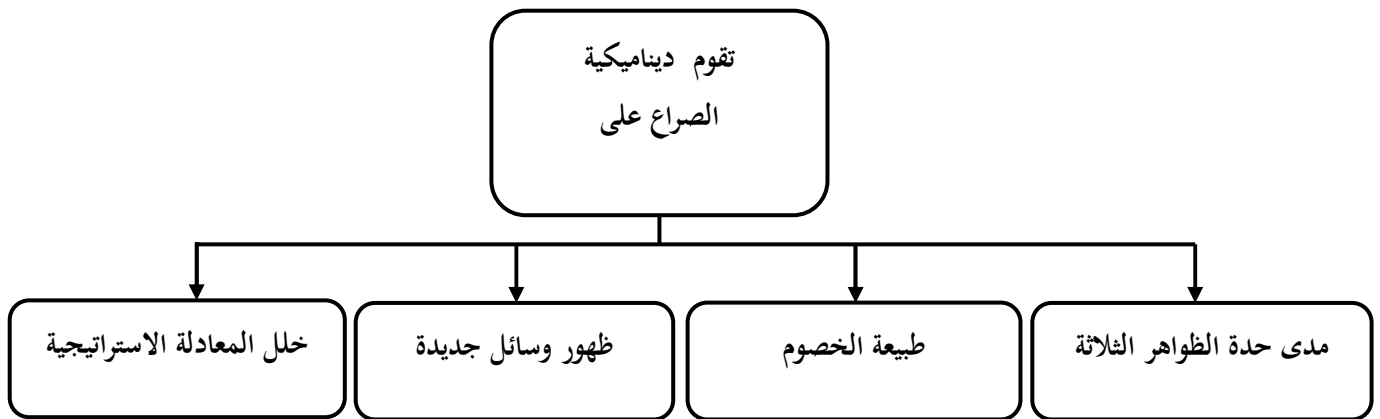 تقوم ديناميكية
الصراع على
مدى حدة الظواهر الثلاثة
طبيعة الخصوم
ظهور وسائل جديدة
خلل المعادلة الاستراتيجية